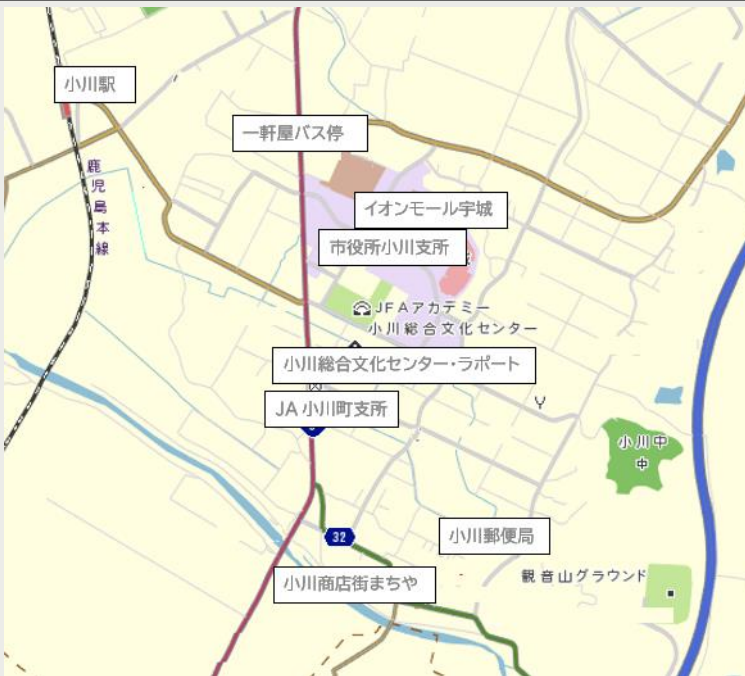 小川駅
一軒屋バス停
鹿児島本線
イオンモール宇城
市役所小川支所
JFAアカデミー
小川総合文化センター
小川総合文化センター・ラポート
JA 小川町支所
小川中
中
32
小川郵便局
観音山グラウンド
小川商店街まちや